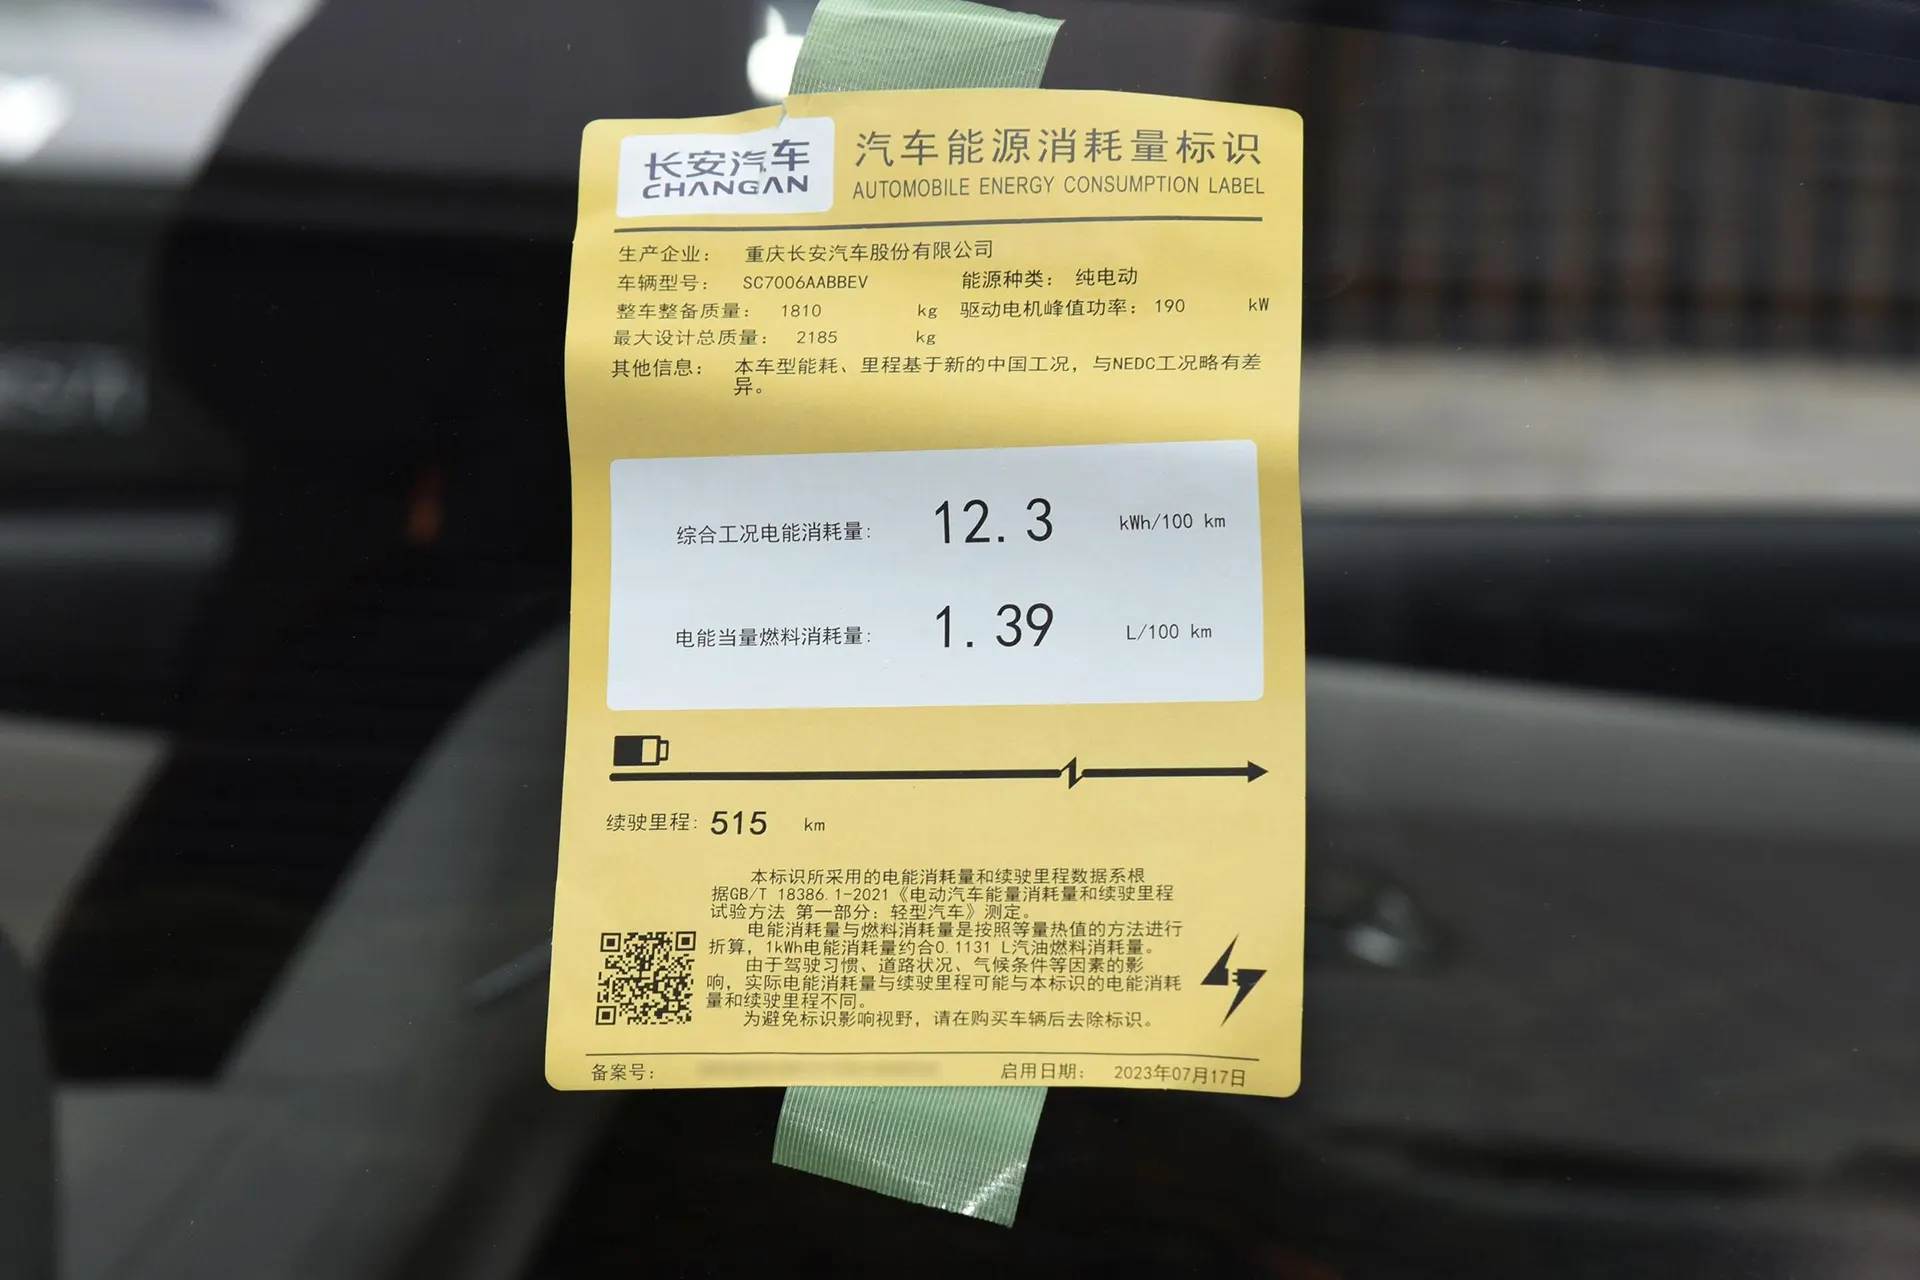 长安汽车
CHANGAN
汽车能源消耗量标识
AUTOMOBILE ENERGY CONSUMPTION LABEL
生产企业： 重庆长安汽车股份有限公司
车辆型号： SC7006AABBEV 能源种类： 纯电动
整车整备质量： 1810 kg 驱动电机峰值功率： 190 kW
最大设计总质量： 2185 kg
其他信息： 本车型能耗、里程基于新的中国工况，与NEDC工况略有差
异。
综合工况电能消耗量: 12.3 kWh/100 km
电能当量燃料消耗量: 1.39 L/100 km
续驶里程: 515 km
本标识所采用的电能消耗量和续驶里程数据系根
据GB/T 18386.1-2021《电动汽车能量消耗量和续驶里程
试验方法 第一部分：轻型汽车》测定。
电能消耗量与燃料消耗量是按照等量热值的方法进行
折算，1kWh电能消耗量约合0.1131 L汽油燃料消耗量。
由于驾驶习惯、道路状况、气候条件等因素的影
响，实际电能消耗量与续驶里程可能与本标识的电能消耗
量和续驶里程不同。
为避免标识影响视野，请在购买车辆后去除标识。
备案号： 启用日期： 2023年07月17日